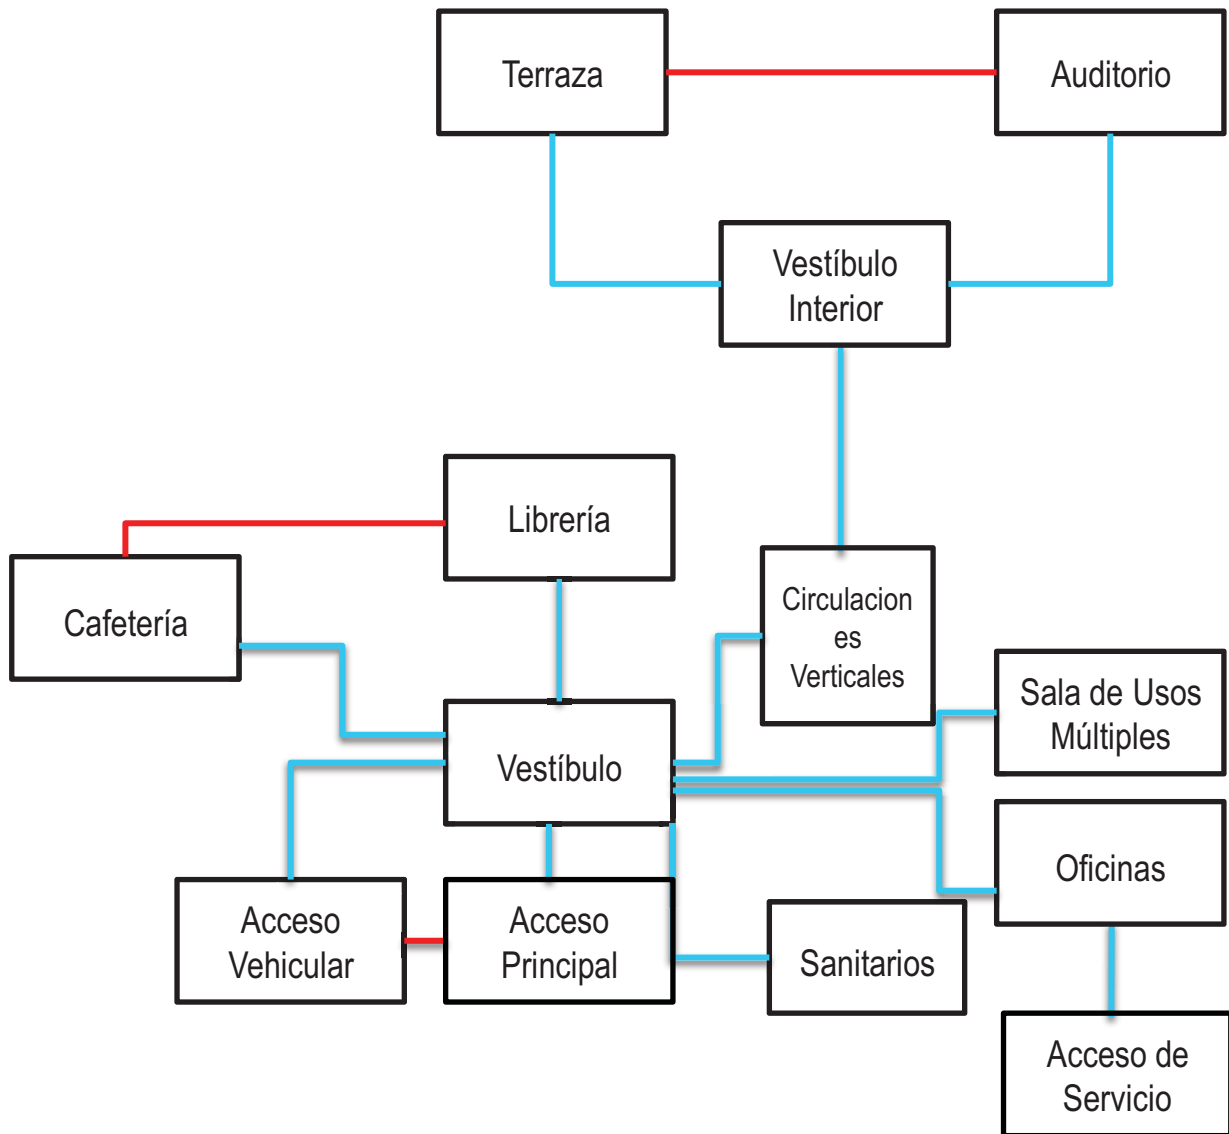 Terraza
Auditorio
Vestíbulo
Interior
Librería
Cafetería
Circulacion
es
Verticales
Sala de Usos
Múltiples
Vestíbulo
Oficinas
Acceso
Vehicular
Acceso
Principal
Sanitarios
Acceso de
Servicio